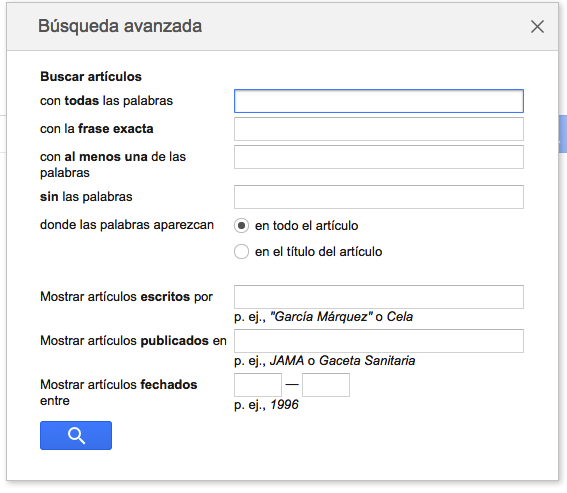 Búsqueda avanzada
Buscar artículos
con todas las palabras
con la frase exacta
con al menos una de las
palabras
sin las palabras
donde las palabras aparezcan
en todo el artículo
en el título del artículo
Mostrar artículos escritos por
p. ej., "García Márquez" o Cela
Mostrar artículos publicados en
p. ej., JAMA o Gaceta Sanitaria
Mostrar artículos fechados
entre
—
p. ej., 1996